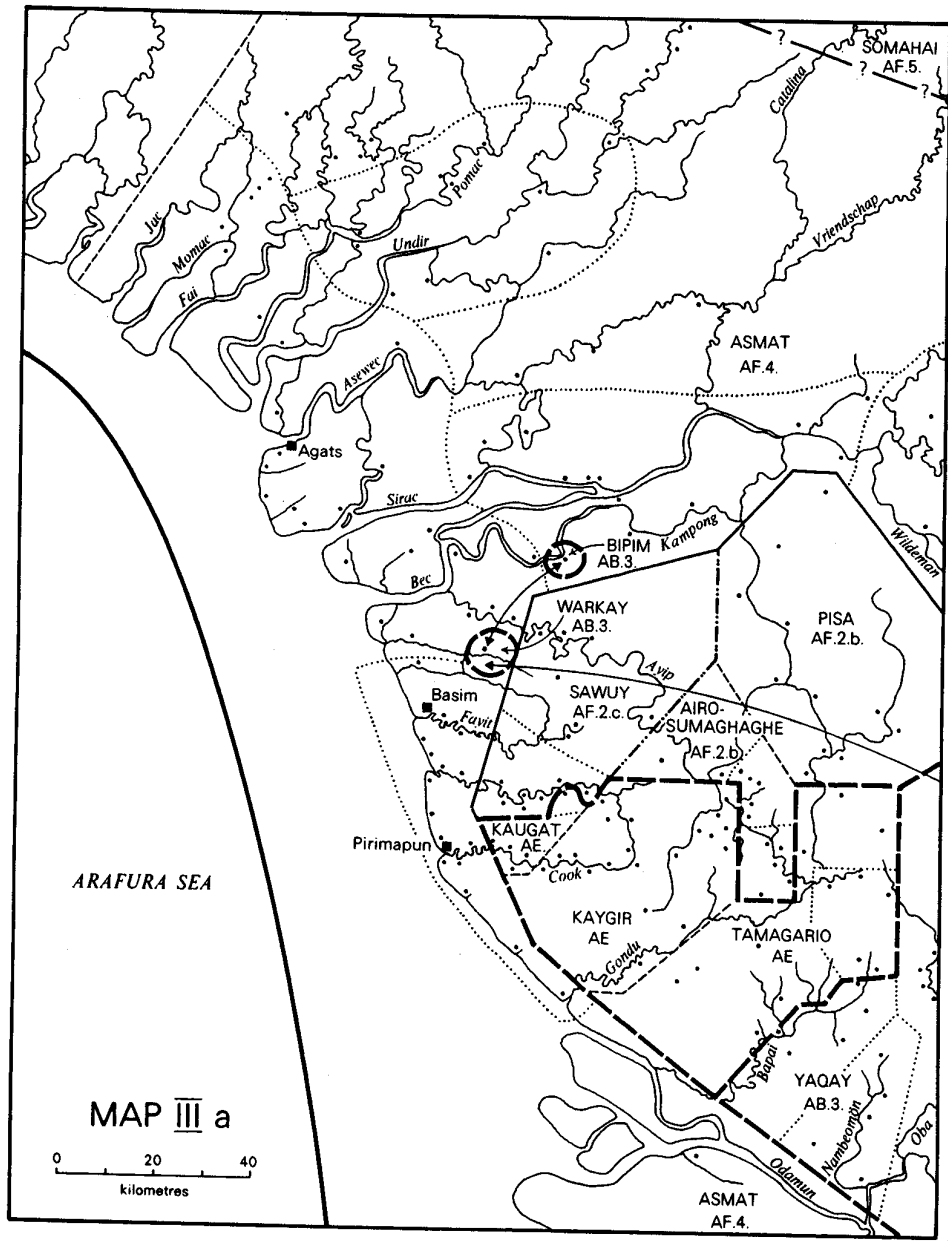 ?
SOMAHAI
AF.5.
?
?
Catalina
Pomac
Juc
Momac
Undir
Vriendschap
Fai
ASMAT
AF.4.
Asewec
Agats
Sirac
Wildeman
BIPIM
AB.3.
Kampong
Bec
WARKAY
AB.3.
PISA
AF.2.b.
Avip
Basim
SAWUY
AF.2.c.
Favit
AIRO-
SUMAGHAGHE
AF.2.b.
KAUGAT
AE.
Pirimapun
Cook
ARAFURA SEA
KAYGIR
AE
TAMAGARIO
AE
Gondu
Bapai
YAQAY
AB.3.
Nambeomön
Oba
MAP III a
0 20 40
kilometres
Odamun
ASMAT
AF.4.